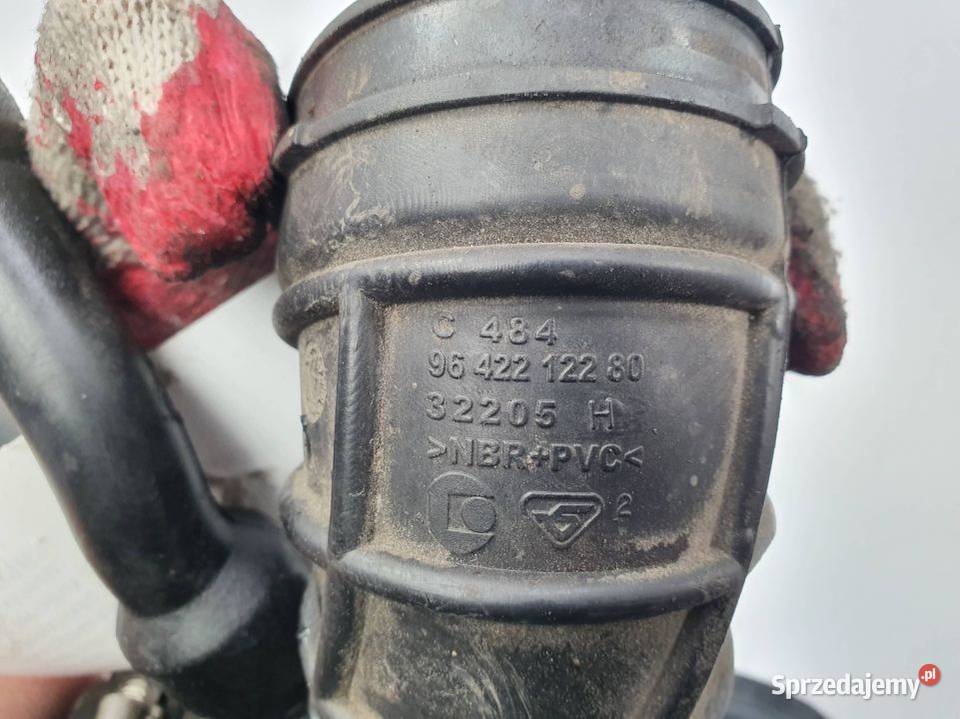 C 484
96 422 122 80
32205 H
>NBR+PVC<
2
Sprzedajemy.pl